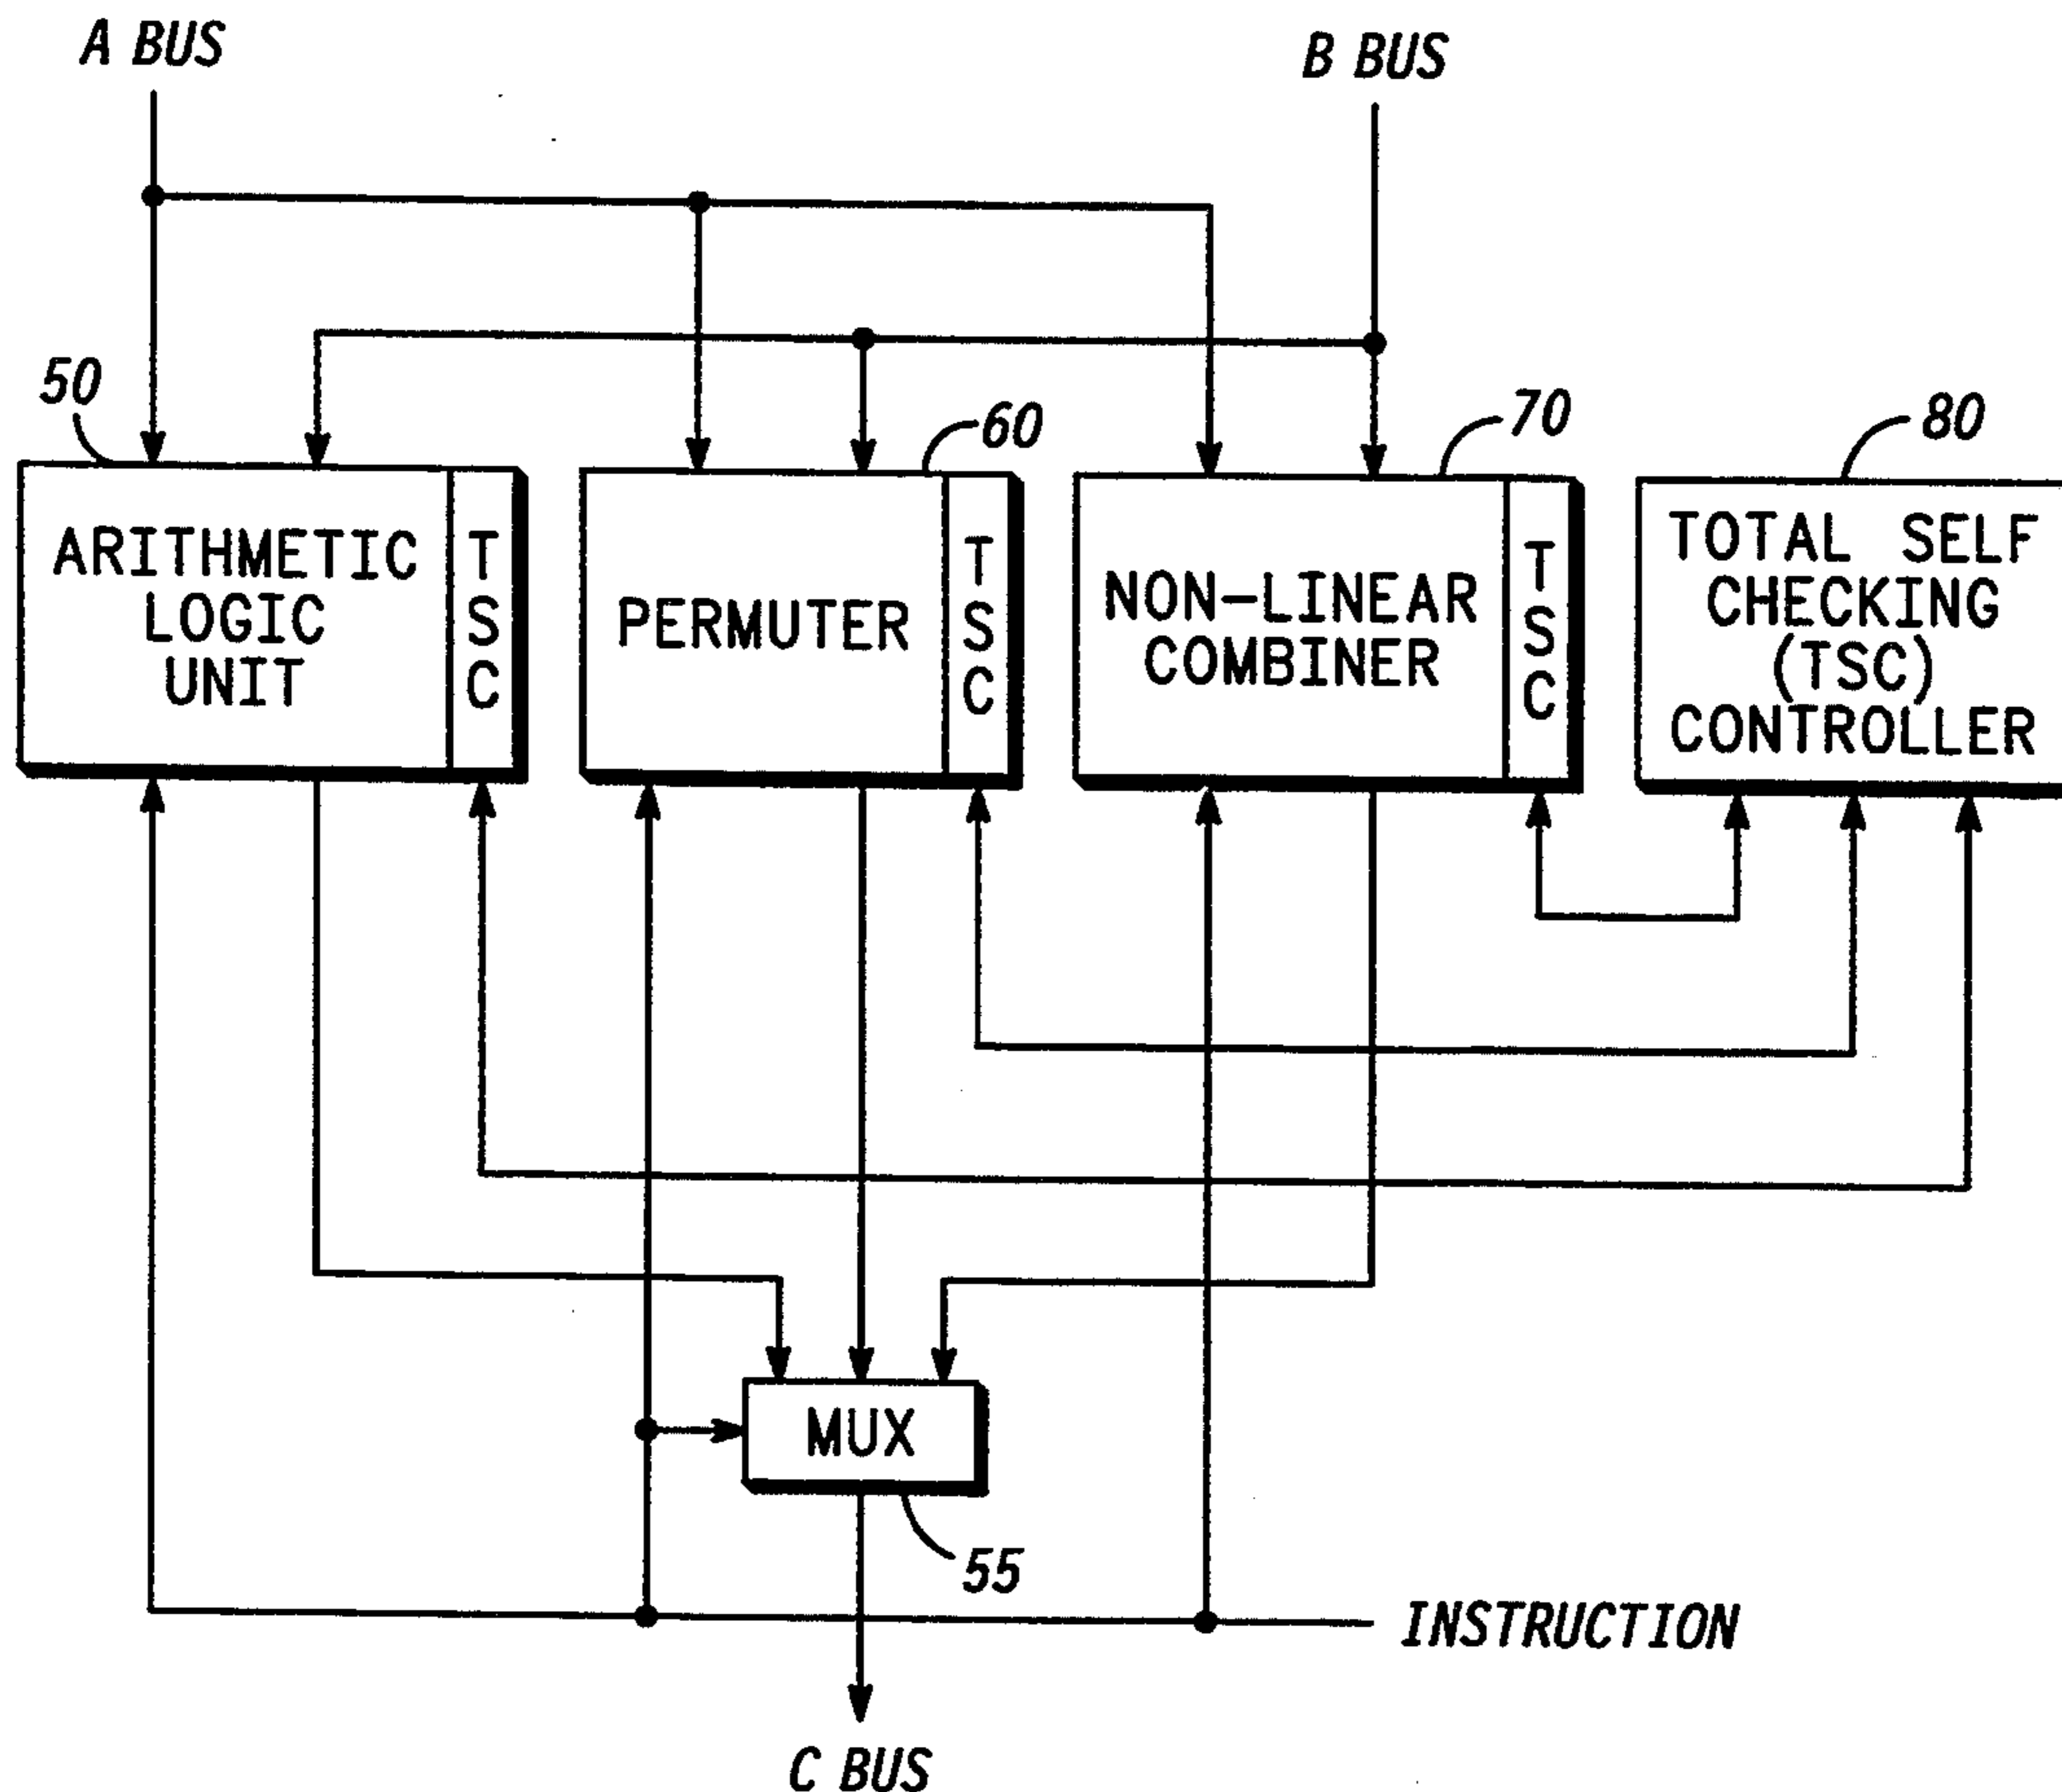 A BUS
B BUS
50
60
70
80
ARITHMETIC
LOGIC
UNIT
T
S
C
PERMUTER
T
S
C
NON-LINEAR
COMBINER
T
S
C
TOTAL SELF
CHECKING
(TSC)
CONTROLLER
MUX
55
INSTRUCTION
C BUS